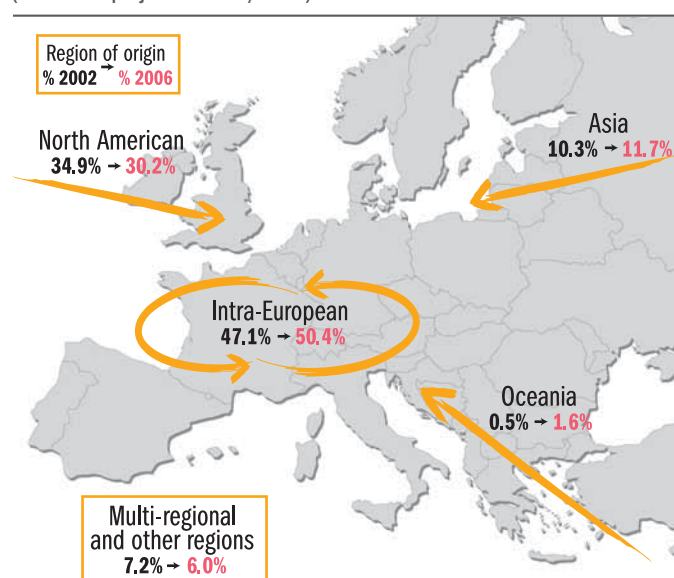 Region of origin
% 2002 → % 2006
North American
34.9% → 30.2%
Asia
10.3% → 11.7%
Intra-European
47.1% → 50.4%
Oceania
0.5% → 1.6%
Multi-regional
and other regions
7.2% → 6.0%